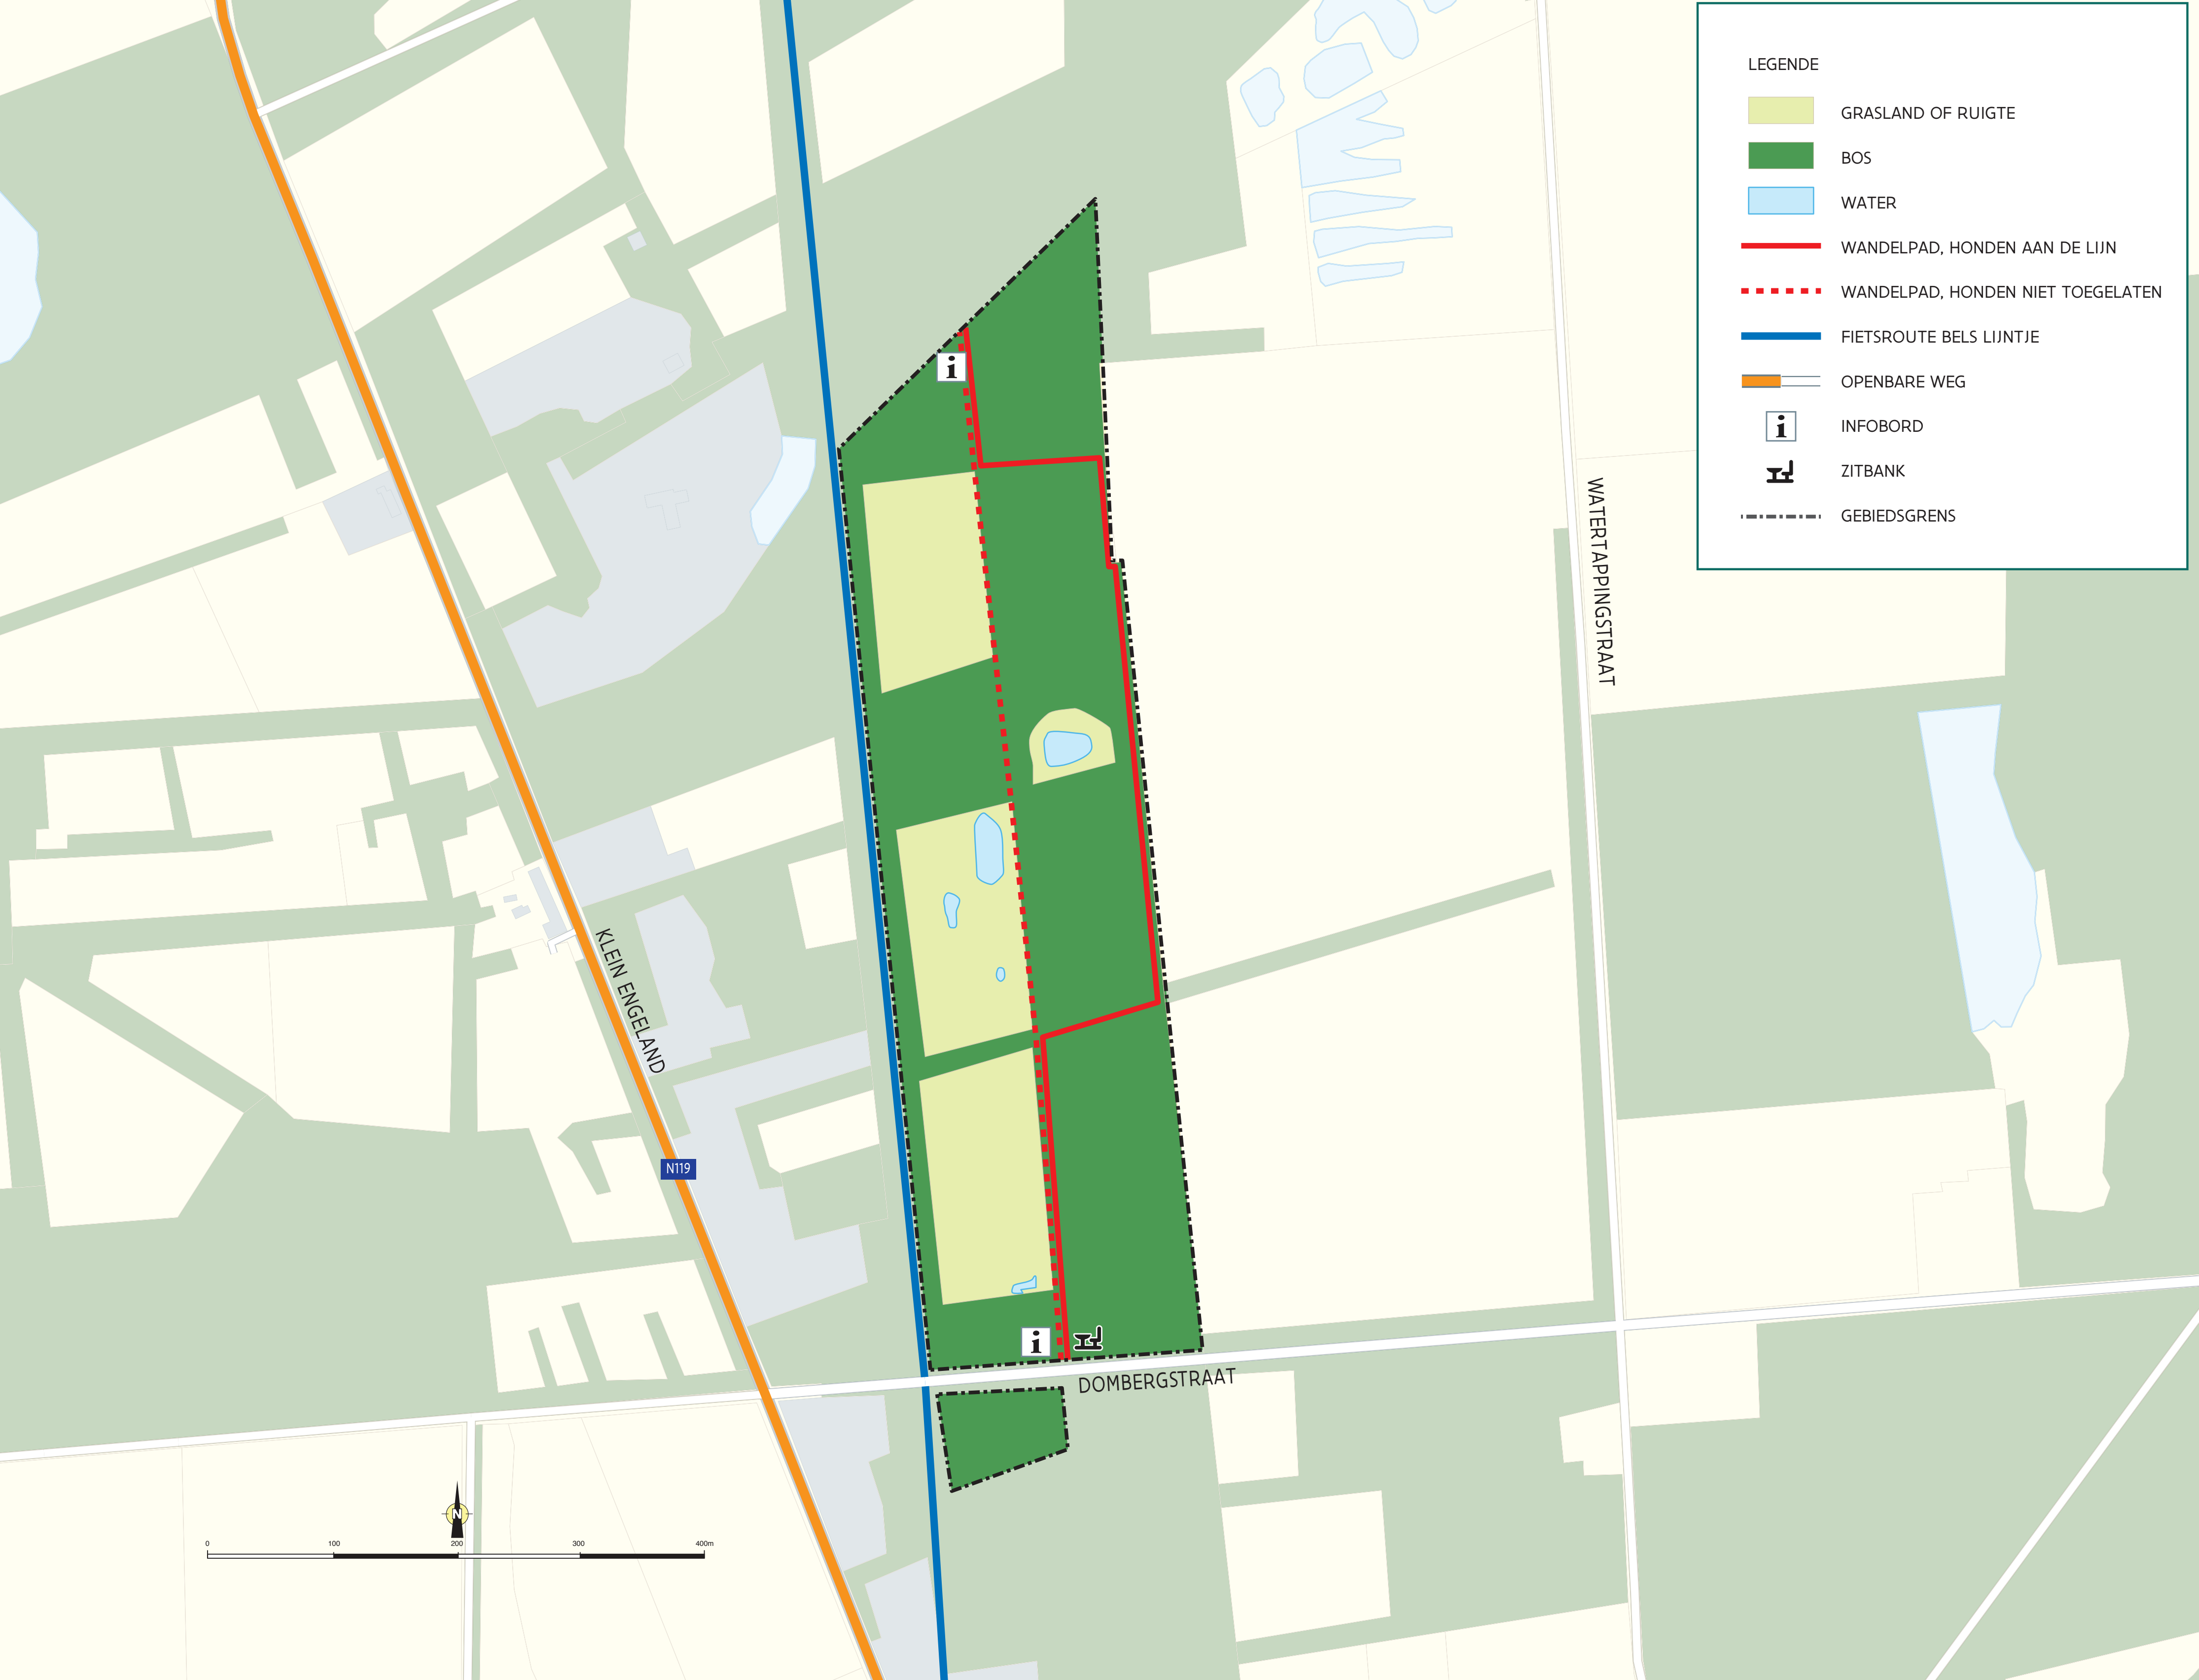 LEGENDE
GRASLAND OF RUIGTE
BOS
WATER
WANDELPAD, HONDEN AAN DE LIJN
WANDELPAD, HONDEN NIET TOEGELATEN
FIETSROUTE BELS LIJNTJE
OPENBARE WEG
i INFOBORD
ZITBANK
GEBIEDSGRENS
i
WATERTAPPINGSTRAAT
KLEIN ENGELAND
N119
i
DOMBERGSTRAAT
N
0 100 200 300 400m